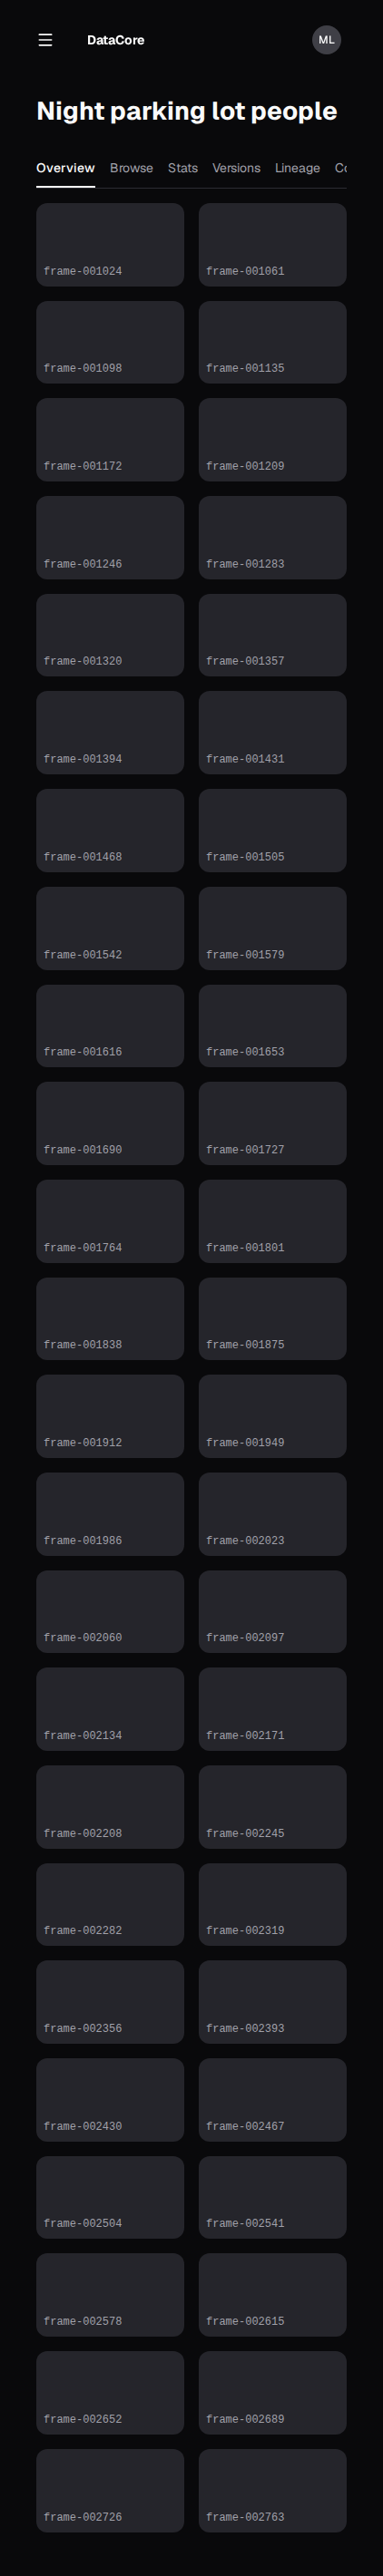 DataCore ML
Night parking lot people
Overview Browse Stats Versions Lineage
frame-001024 frame-001061
frame-001098 frame-001135
frame-001172 frame-001209
frame-001246 frame-001283
frame-001320 frame-001357
frame-001394 frame-001431
frame-001468 frame-001505
frame-001542 frame-001579
frame-001616 frame-001653
frame-001690 frame-001727
frame-001764 frame-001801
frame-001838 frame-001875
frame-001912 frame-001949
frame-001986 frame-002023
frame-002060 frame-002097
frame-002134 frame-002171
frame-002208 frame-002245
frame-002282 frame-002319
frame-002356 frame-002393
frame-002430 frame-002467
frame-002504 frame-002541
frame-002578 frame-002615
frame-002652 frame-002689
frame-002726 frame-002763